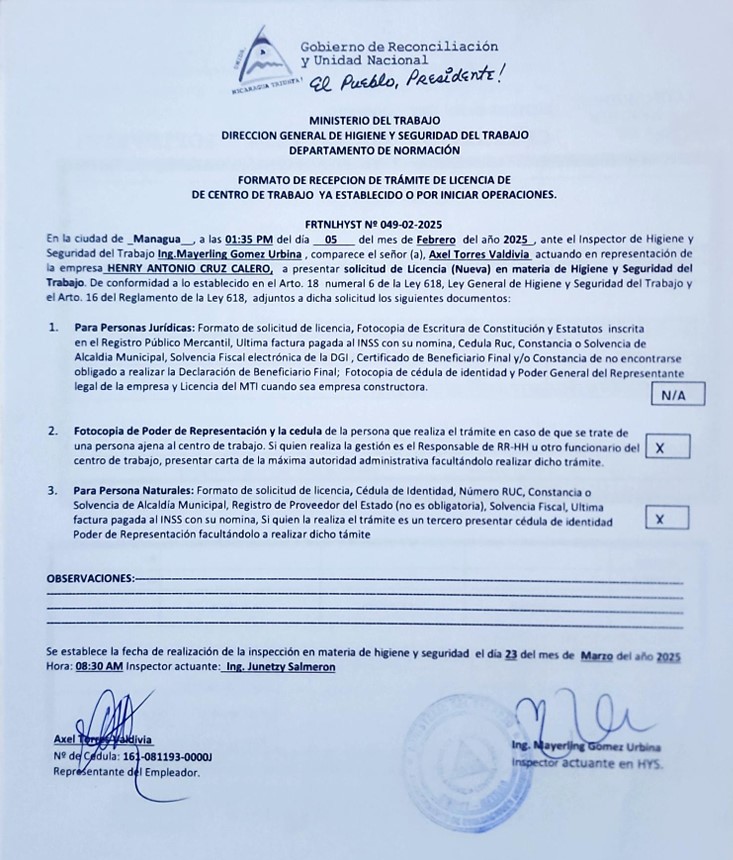 Gobierno de Reconciliación
y Unidad Nacional
El Pueblo, Presidente!
NICARAGUA TRIUNFA!
MINISTERIO DEL TRABAJO
DIRECCION GENERAL DE HIGIENE Y SEGURIDAD DEL TRABAJO
DEPARTAMENTO DE NORMACIÓN
FORMATO DE RECEPCION DE TRÁMITE DE LICENCIA DE
DE CENTRO DE TRABAJO YA ESTABLECIDO O POR INICIAR OPERACIONES.
FRTNLHYST Nº 049-02-2025
En la ciudad de _Managua__, a las 01:35 PM del día __05___ del mes de Febrero del año 2025_, ante el Inspector de Higiene y
Seguridad del Trabajo Ing.Mayerling Gomez Urbina , comparece el señor (a), Axel Torres Valdivia actuando en representación de
la empresa HENRY ANTONIO CRUZ CALERO, a presentar solicitud de Licencia (Nueva) en materia de Higiene y Seguridad del
Trabajo. De conformidad a lo establecido en el Arto. 18 numeral 6 de la Ley 618, Ley General de Higiene y Seguridad del Trabajo y
el Arto. 16 del Reglamento de la Ley 618, adjuntos a dicha solicitud los siguientes documentos:
1. Para Personas Jurídicas: Formato de solicitud de licencia, Fotocopia de Escritura de Constitución y Estatutos inscrita
en el Registro Público Mercantil, Ultima factura pagada al INSS con su nomina, Cedula Ruc, Constancia o Solvencia de
Alcaldia Municipal, Solvencia Fiscal electrónica de la DGI , Certificado de Beneficiario Final y/o Constancia de no encontrarse
obligado a realizar la Declaración de Beneficiario Final; Fotocopia de cédula de identidad y Poder General del Representante
legal de la empresa y Licencia del MTI cuando sea empresa constructora.
N/A
2. Fotocopia de Poder de Representación y la cedula de la persona que realiza el trámite en caso de que se trate de
una persona ajena al centro de trabajo. Si quien realiza la gestión es el Responsable de RR-HH u otro funcionario del
centro de trabajo, presentar carta de la máxima autoridad administrativa facultándolo realizar dicho trámite.
X
3. Para Persona Naturales: Formato de solicitud de licencia, Cédula de Identidad, Número RUC, Constancia o
Solvencia de Alcaldía Municipal, Registro de Proveedor del Estado (no es obligatoria), Solvencia Fiscal, Ultima
factura pagada al INSS con su nomina, Si quien la realiza el trámite es un tercero presentar cédula de identidad
Poder de Representación facultándolo a realizar dicho támite
X
OBSERVACIONES:
Se establece la fecha de realización de la inspección en materia de higiene y seguridad el día 23 del mes de Marzo del año 2025
Hora: 08:30 AM Inspector actuante: Ing. Junetzy Salmeron
Axel Torres Valdivia
Nº de Cédula: 161-081193-0000J
Representante del Empleador.
Ing. Mayerling Gomez Urbina
Inspector actuante en HYS.